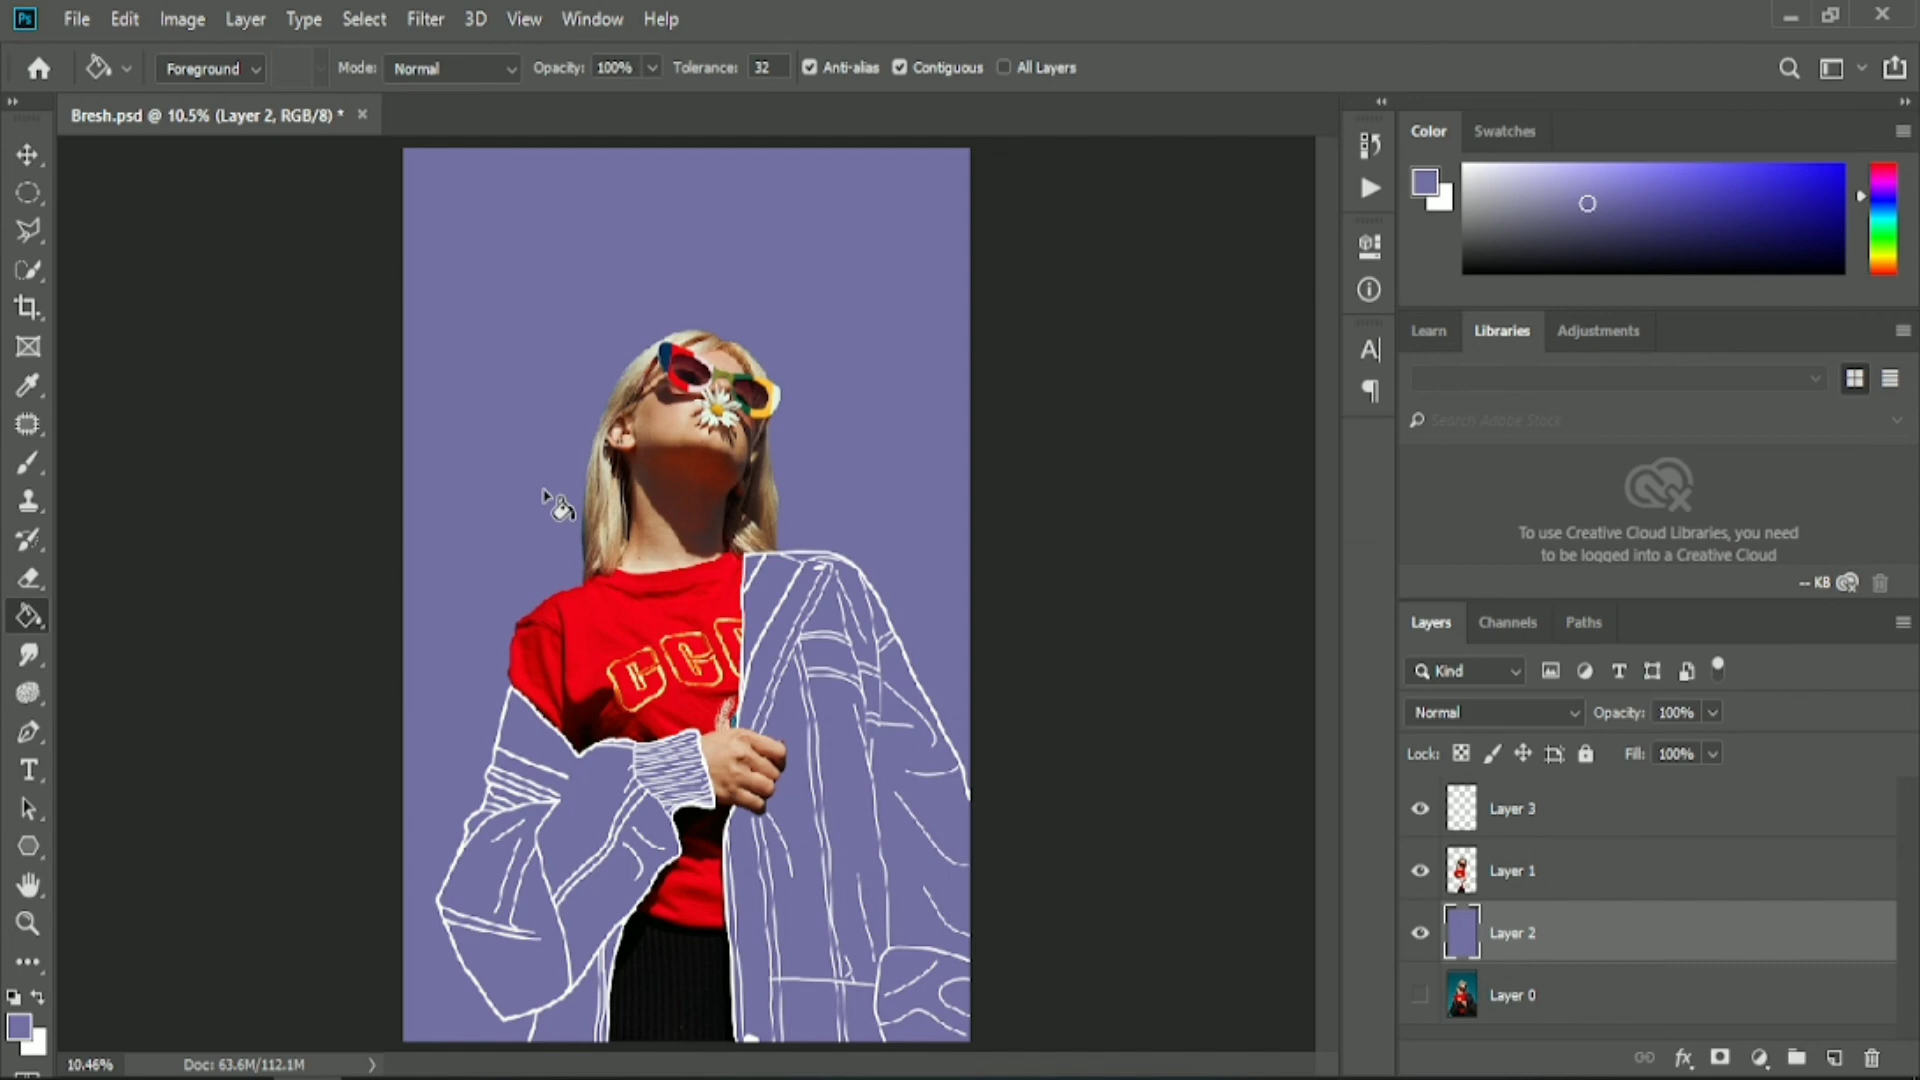 Ps File Edit Image Layer Type Select Filter 3D View Window Help
Foreground Mode: Normal Opacity: 100% Tolerance: 32 Anti-alias Contiguous All Layers
Bresh.psd @ 10.5% (Layer 2, RGB/8) *
Color Swatches
Learn Libraries Adjustments
Search Adobe Stock
To use Creative Cloud Libraries, you need
to be logged into a Creative Cloud
-- KB
Layers Channels Paths
Kind
Normal Opacity: 100%
Lock: Fill: 100%
Layer 3
Layer 1
Layer 2
Layer 0
CCC
10.46% Doc: 63.6M/112.1M